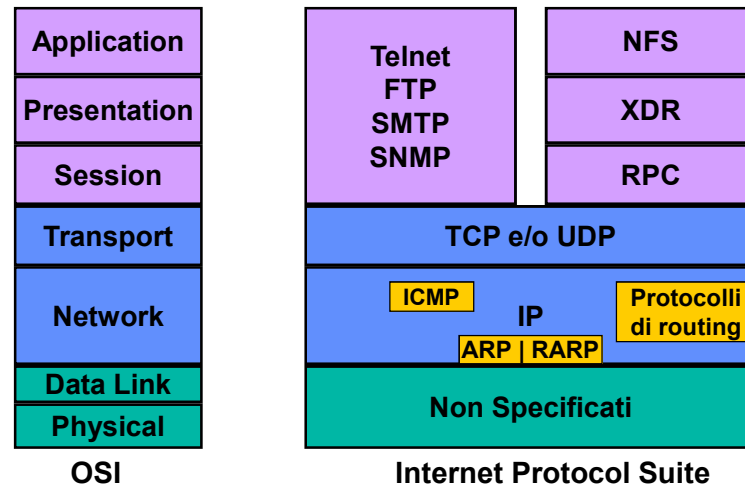 Application
Presentation
Session
Transport
Network
Data Link
Physical
OSI
Telnet
FTP
SMTP
SNMP
NFS
XDR
RPC
TCP e/o UDP
ICMP
IP
Protocolli
di routing
ARP | RARP
Non Specificati
Internet Protocol Suite